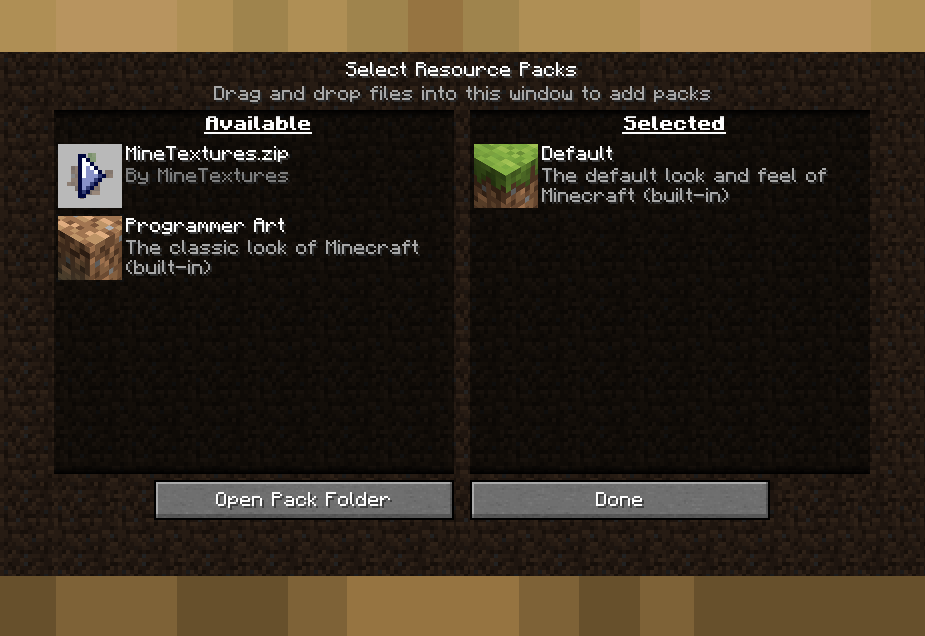 Select Resource Packs
Drag and drop files into this window to add packs
Available
MineTextures.zip
By MineTextures
Programmer Art
The classic look of Minecraft
(built-in)
Selected
Default
The default look and feel of
Minecraft (built-in)
Open Pack Folder
Done